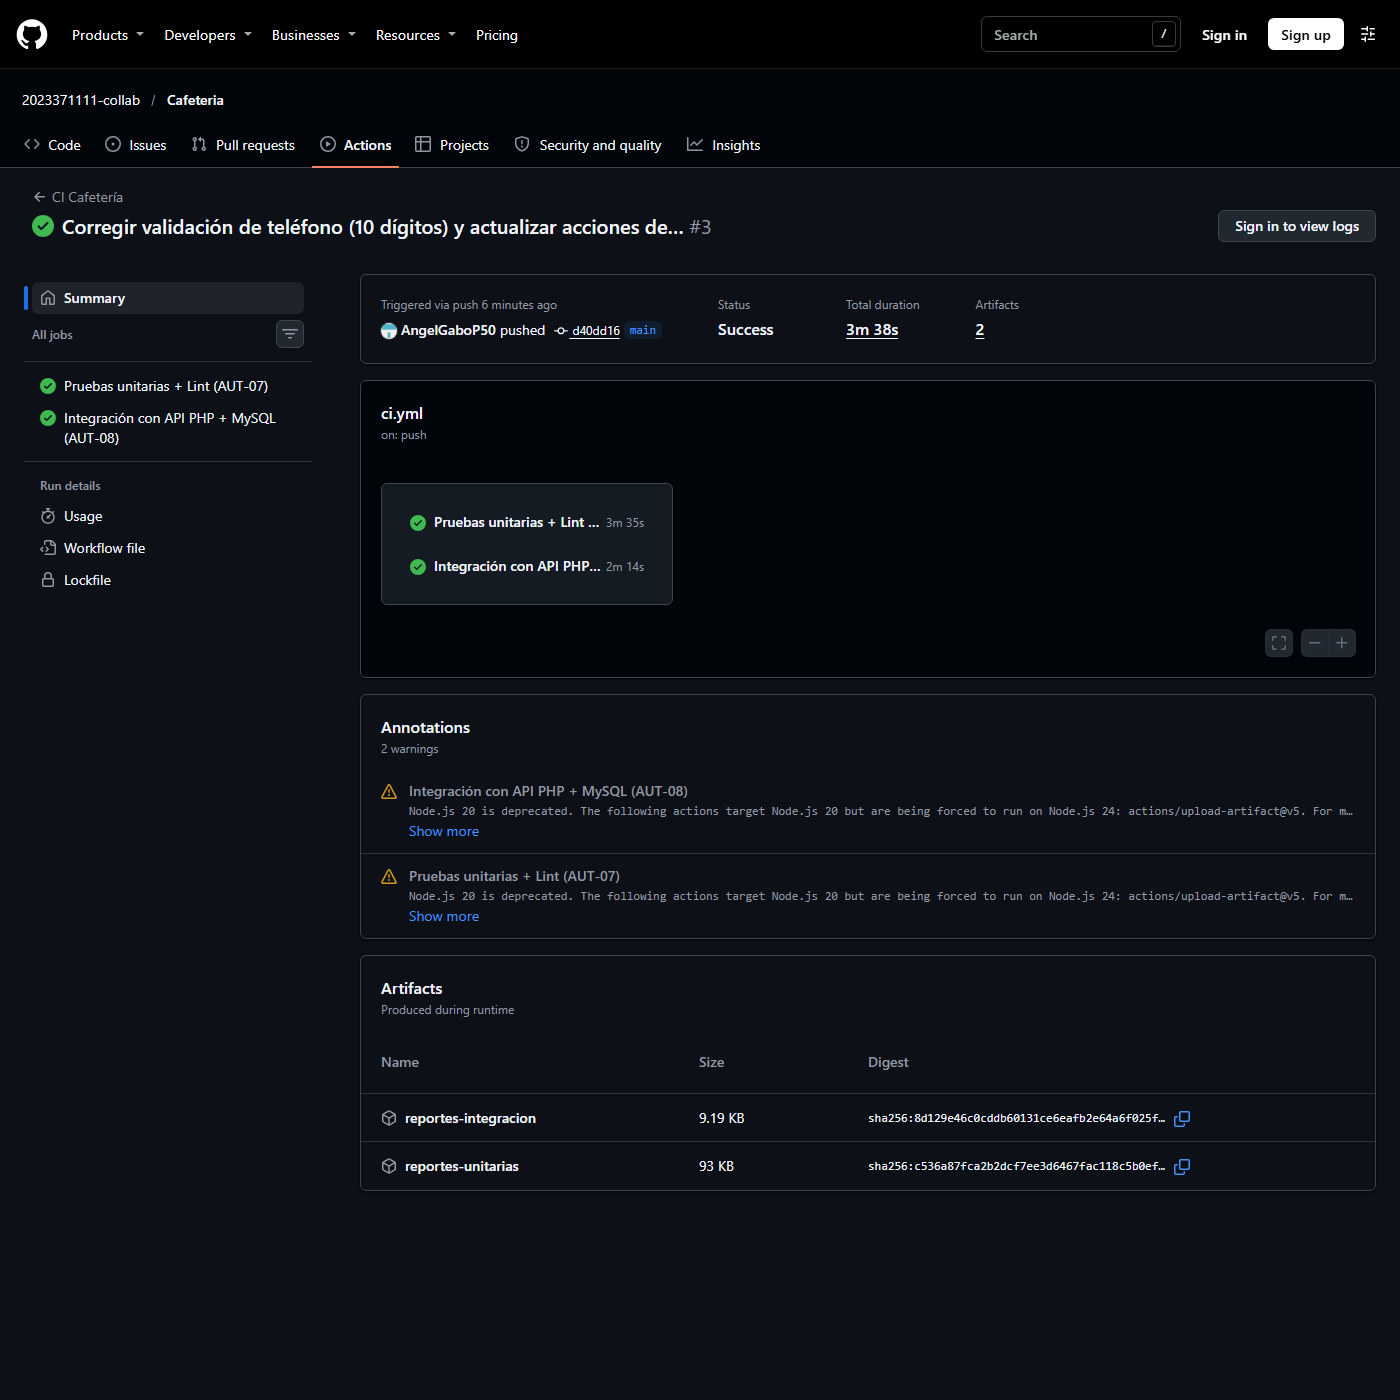 Products Developers Businesses Resources Pricing Search / Sign in Sign up
2023371111-collab / Cafeteria
Code Issues Pull requests Actions Projects Security and quality Insights
CI Cafetería
Corregir validación de teléfono (10 dígitos) y actualizar acciones de... #3
Sign in to view logs
Summary
All jobs
Pruebas unitarias + Lint (AUT-07)
Integración con API PHP + MySQL
(AUT-08)
Run details
Usage
Workflow file
Lockfile
Triggered via push 6 minutes ago
AngelGaboP50 pushed d40dd16 main
Status
Success
Total duration
3m 38s
Artifacts
2
ci.yml
on: push
Pruebas unitarias + Lint ... 3m 35s
Integración con API PHP... 2m 14s
Annotations
2 warnings
Integración con API PHP + MySQL (AUT-08)
Node.js 20 is deprecated. The following actions target Node.js 20 but are being forced to run on Node.js 24: actions/upload-artifact@v5. For m…
Show more
Pruebas unitarias + Lint (AUT-07)
Node.js 20 is deprecated. The following actions target Node.js 20 but are being forced to run on Node.js 24: actions/upload-artifact@v5. For m…
Show more
Artifacts
Produced during runtime
Name Size Digest
reportes-integracion 9.19 KB sha256:8d129e46c0cddb60131ce6eafb2e64a6f025f…
reportes-unitarias 93 KB sha256:c536a87fca2b2dcf7ee3d6467fac118c5b0ef…